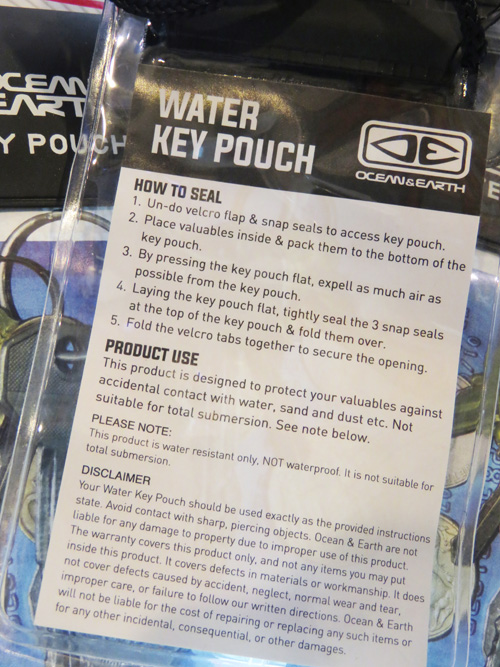 OCEAN
EARTH
Y POUCH
WATER
KEY POUCH
OCEAN&EARTH
HOW TO SEAL
1. Un-do velcro flap & snap seals to access key pouch.
2. Place valuables inside & pack them to the bottom of the
key pouch.
3. By pressing the key pouch flat, expell as much air as
possible from the key pouch.
4. Laying the key pouch flat, tightly seal the 3 snap seals
at the top of the key pouch & fold them over.
5. Fold the velcro tabs together to secure the opening.
PRODUCT USE
This product is designed to protect your valuables against
accidental contact with water, sand and dust etc. Not
suitable for total submersion. See note below.
PLEASE NOTE:
This product is water resistant only, NOT waterproof. It is not suitable for
total submersion.
DISCLAIMER
Your Water Key Pouch should be used exactly as the provided instructions
state. Avoid contact with sharp, piercing objects. Ocean & Earth are not
liable for any damage to property due to improper use of this product.
The warranty covers this product only, and not any items you may put
inside this product. It covers defects in materials or workmanship. It does
not cover defects caused by accident, neglect, normal wear and tear,
improper care, or failure to follow our written directions. Ocean & Earth
will not be liable for the cost of repairing or replacing any such items or
for any other incidental, consequential, or other damages.